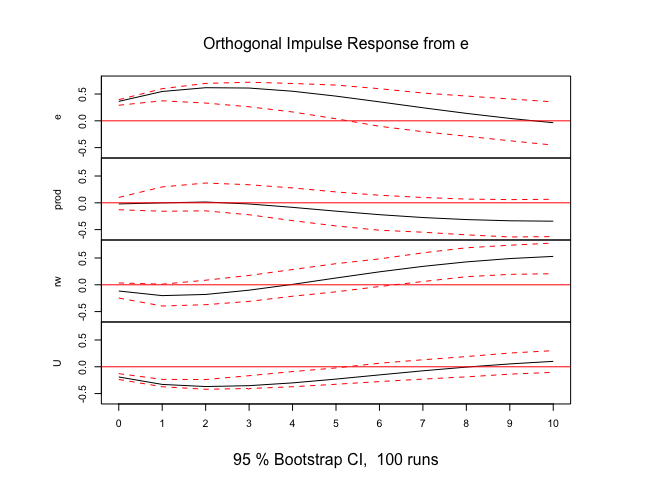 Orthogonal Impulse Response from e
e
-0.5 0.0 0.5
prod
-0.5 0.0 0.5
rw
-0.5 0.0 0.5
U
-0.5 0.0 0.5
0 1 2 3 4 5 6 7 8 9 10
95 % Bootstrap CI,  100 runs